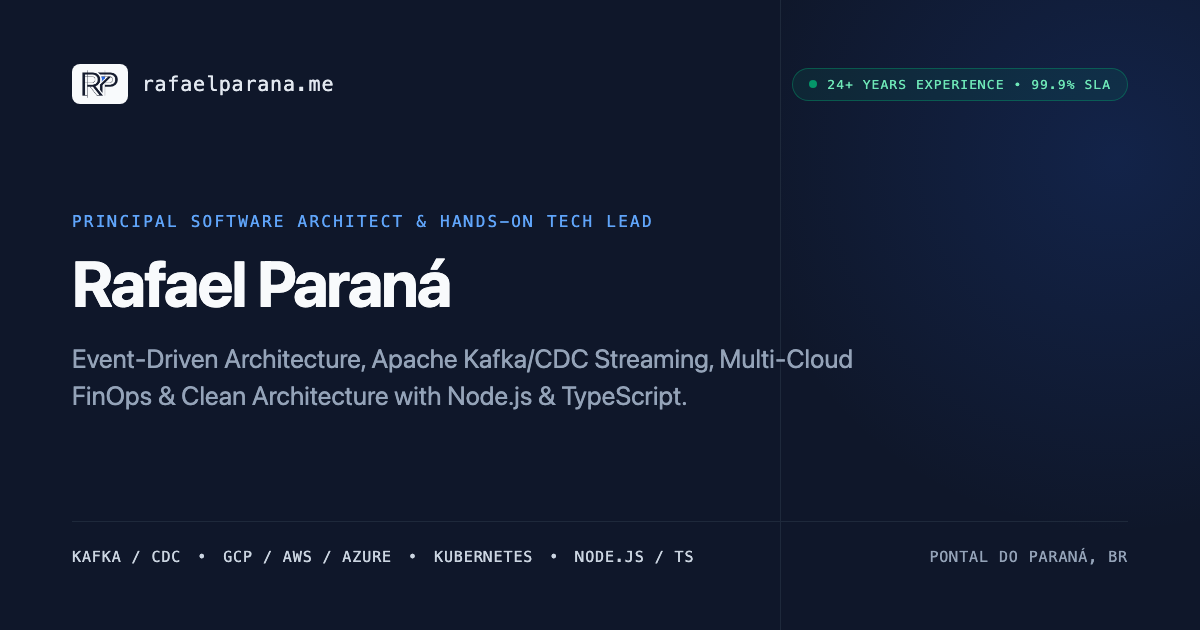 RP
rafaelparana.me
24+ YEARS EXPERIENCE • 99.9% SLA
PRINCIPAL SOFTWARE ARCHITECT & HANDS-ON TECH LEAD
Rafael Paraná
Event-Driven Architecture, Apache Kafka/CDC Streaming, Multi-Cloud
FinOps & Clean Architecture with Node.js & TypeScript.
KAFKA / CDC • GCP / AWS / AZURE • KUBERNETES • NODE.JS / TS
PONTAL DO PARANÁ, BR